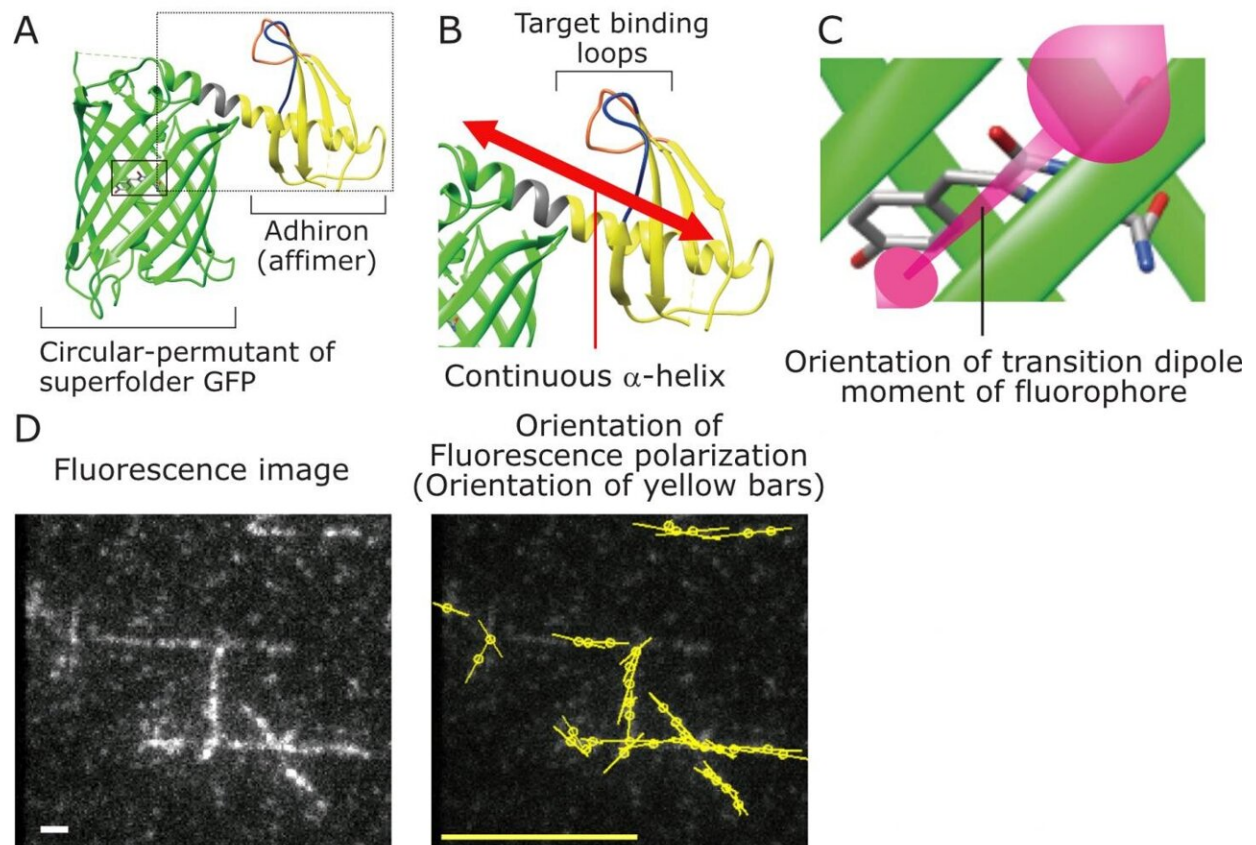 A
B
C
Target binding
loops
Adhiron
(affimer)
Circular-permutant of
superfolder GFP
Continuous α-helix
Orientation of transition dipole
moment of fluorophore
D
Fluorescence image
Orientation of
Fluorescence polarization
(Orientation of yellow bars)